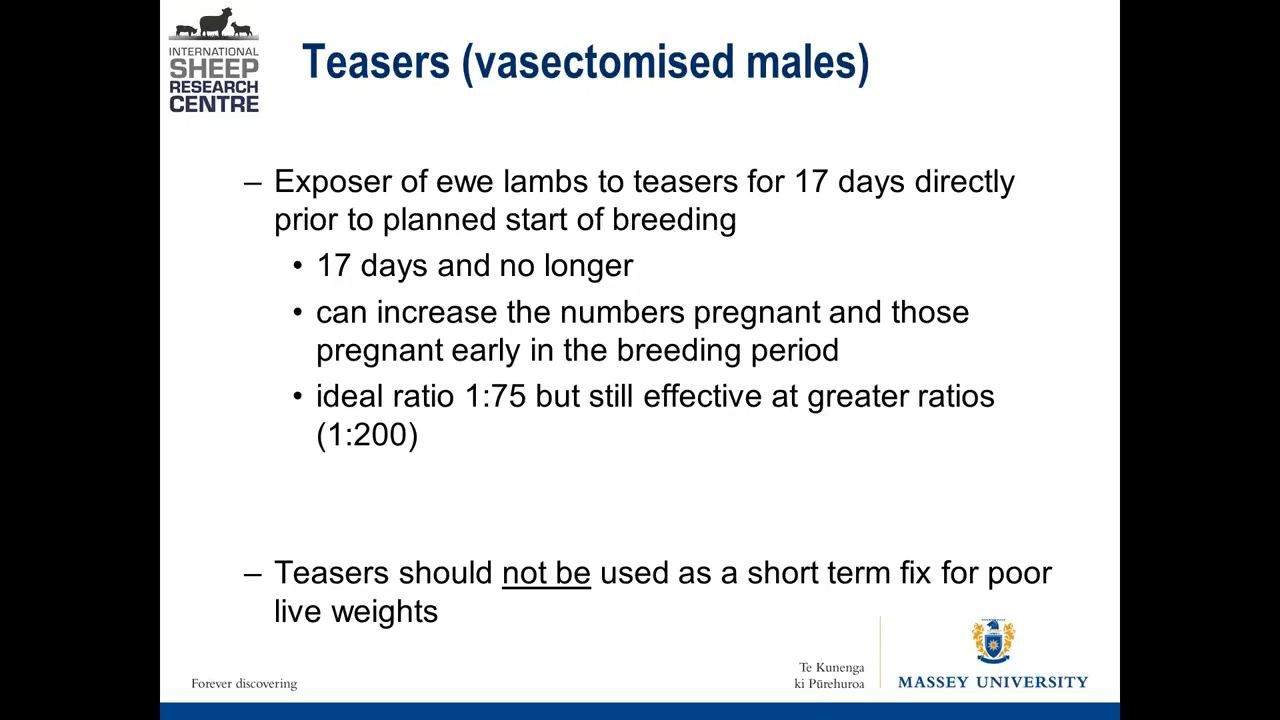 INTERNATIONAL
SHEEP
RESEARCH
CENTRE
Teasers (vasectomised males)
– Exposer of ewe lambs to teasers for 17 days directly
prior to planned start of breeding
• 17 days and no longer
• can increase the numbers pregnant and those
pregnant early in the breeding period
• ideal ratio 1:75 but still effective at greater ratios
(1:200)
– Teasers should not be used as a short term fix for poor
live weights
Forever discovering
Te Kunenga
ki Pūrehuroa
MASSEY UNIVERSITY